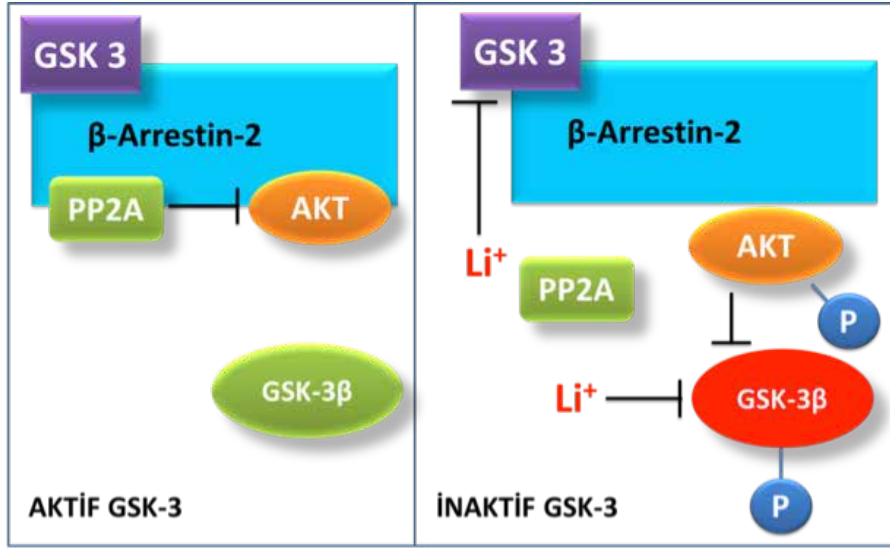 GSK 3
β-Arrestin-2
PP2A
AKT
GSK-3β
AKTİF GSK-3
GSK 3
β-Arrestin-2
Li⁺
PP2A
AKT
P
Li⁺
GSK-3β
P
İNAKTİF GSK-3